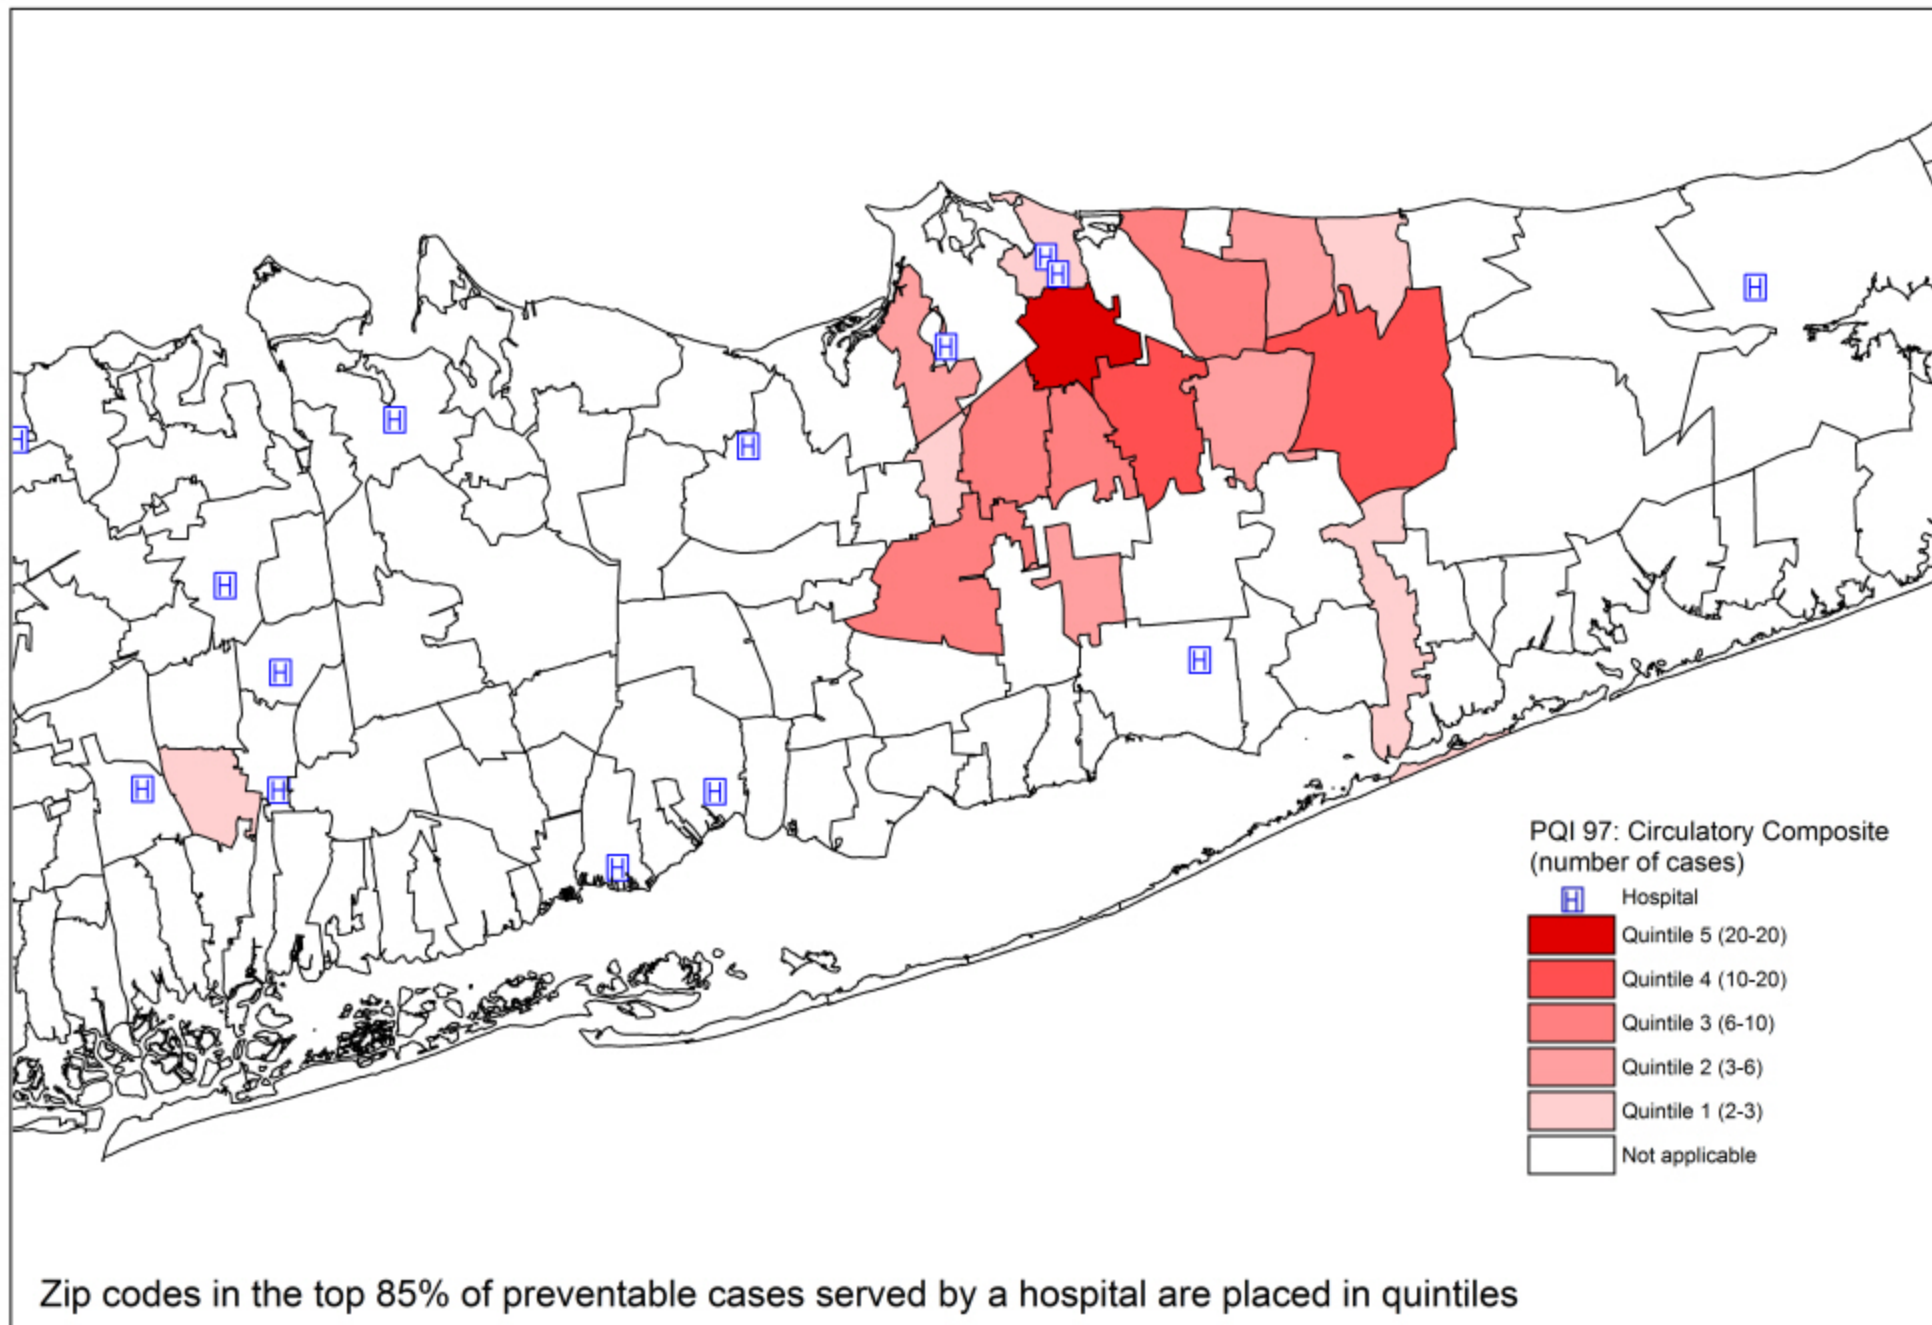 H
H
H
H
H
H
H
H
H
H
H
H
H
H
PQI 97: Circulatory Composite
(number of cases)
H Hospital
Quintile 5 (20-20)
Quintile 4 (10-20)
Quintile 3 (6-10)
Quintile 2 (3-6)
Quintile 1 (2-3)
Not applicable
Zip codes in the top 85% of preventable cases served by a hospital are placed in quintiles